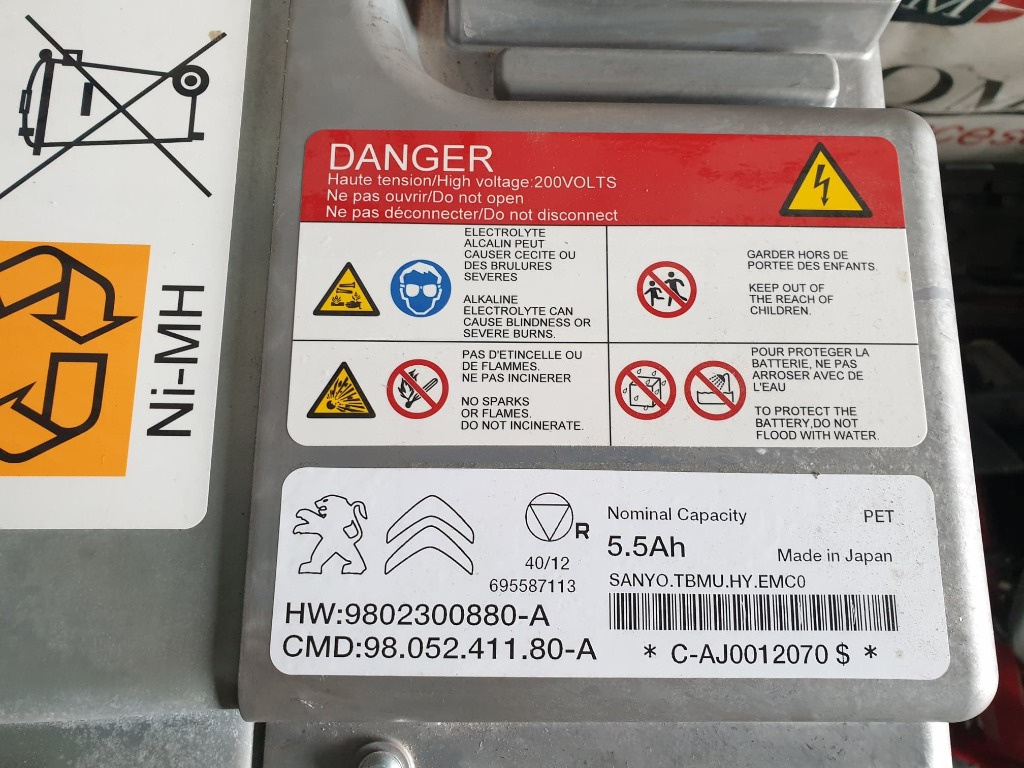 Ni-MH
DANGER
Haute tension/High voltage:200VOLTS
Ne pas ouvrir/Do not open
Ne pas déconnecter/Do not disconnect
ELECTROLYTE
ALCALIN PEUT
CAUSER CECITE OU
DES BRULURES
SEVERES
ALKALINE
ELECTROLYTE CAN
CAUSE BLINDNESS OR
SEVERE BURNS.
GARDER HORS DE
PORTEE DES ENFANTS.
KEEP OUT OF
THE REACH OF
CHILDREN.
PAS D'ETINCELLE OU
DE FLAMMES.
NE PAS INCINERER
NO SPARKS
OR FLAMES.
DO NOT INCINERATE.
POUR PROTEGER LA
BATTERIE, NE PAS
ARROSER AVEC DE
L'EAU
TO PROTECT THE
BATTERY,DO NOT
FLOOD WITH WATER.
R
40/12
695587113
HW:9802300880-A
CMD:98.052.411.80-A
Nominal Capacity
PET
5.5Ah
Made in Japan
SANYO.TBMU.HY.EMC0
* C-AJ0012070 $ *